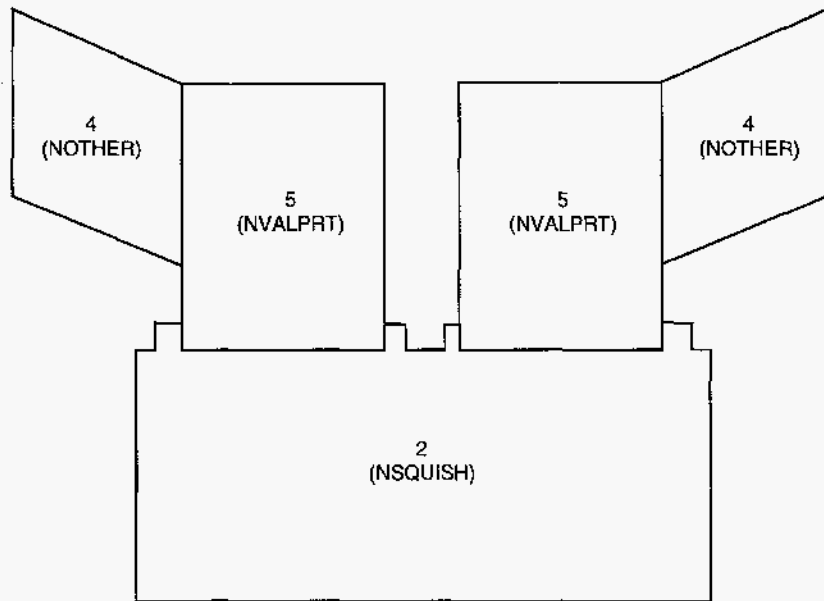 4
(NOTHER)
4
(NOTHER)
5
(NVALPRT)
5
(NVALPRT)
2
(NSQUISH)